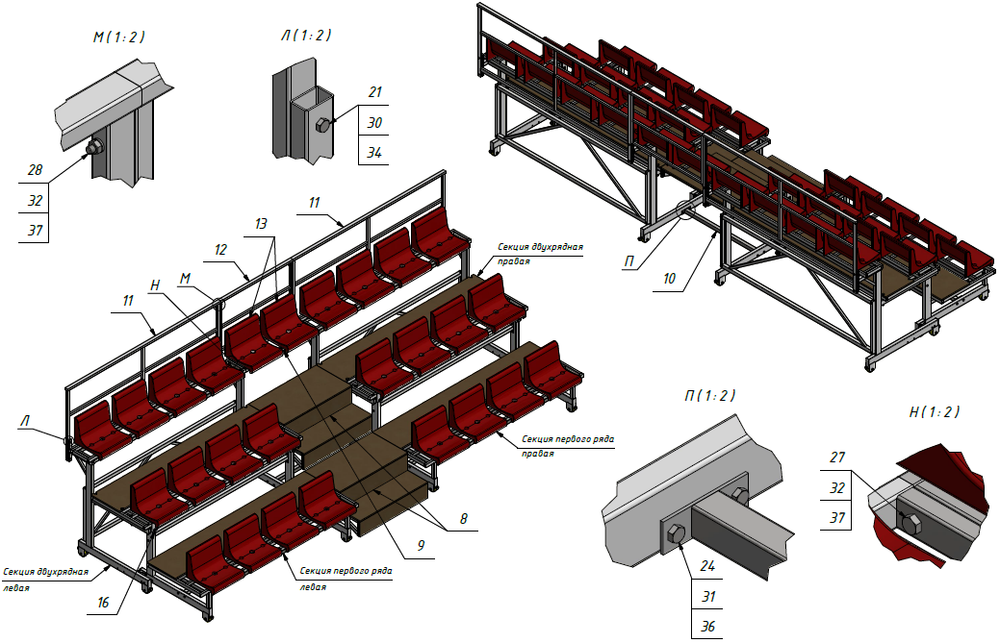 М(1:2)
Л(1:2)
21
30
34
28
32
37
11
13
12
М
Н
11
Секция двухрядная
правая
П
10
Л
П(1:2)
Н(1:2)
Секция первого ряда
правая
27
32
37
8
9
Секция двухрядная
левая
Секция первого ряда
левая
16
24
31
36